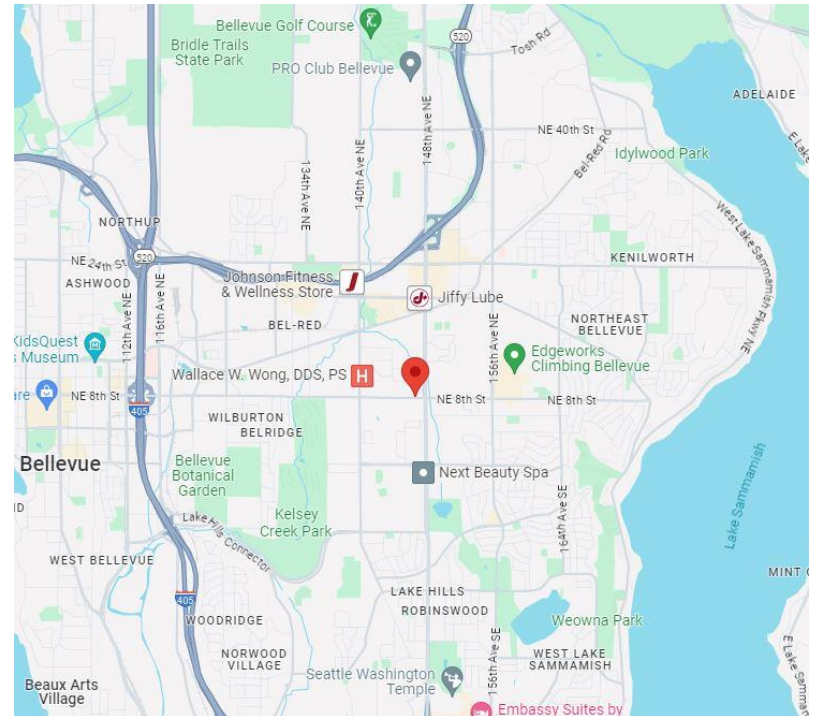 Bellevue Golf Course
Bridle Trails
State Park
520
Tosh Rd
PRO Club Bellevue
ADELAIDE
148th Ave NE
NE 40th St
Bel-Red Rd
Idylwood Park
134th Ave NE
140th Ave NE
West Lake Sammamish Pkwy NE
NORTHUP
520
NE 24th St
KENILWORTH
ASHWOOD
Johnson Fitness
& Wellness Store
J
Jiffy Lube
112th Ave NE
116th Ave NE
BEL-RED
NORTHEAST
BELLEVUE
KidsQuest
s Museum
156th Ave NE
Edgeworks
Climbing Bellevue
Wallace W. Wong, DDS, PS
H
are
NE 8th St
405
NE 8th St
NE 8th St
WILBURTON
BELRIDGE
Bellevue
Bellevue
Botanical
Garden
Next Beauty Spa
Lake Sammamish
Kelsey
Creek Park
164th Ave SE
Lake Hills Connector
WEST BELLEVUE
MINT
405
LAKE HILLS
ROBINSWOOD
WOODRIDGE
Weowna Park
NORWOOD
VILLAGE
156th Ave SE
WEST LAKE
SAMMAMISH
E Lake Samm
Seattle Washington
Temple
Beaux Arts
Village
Embassy Suites by